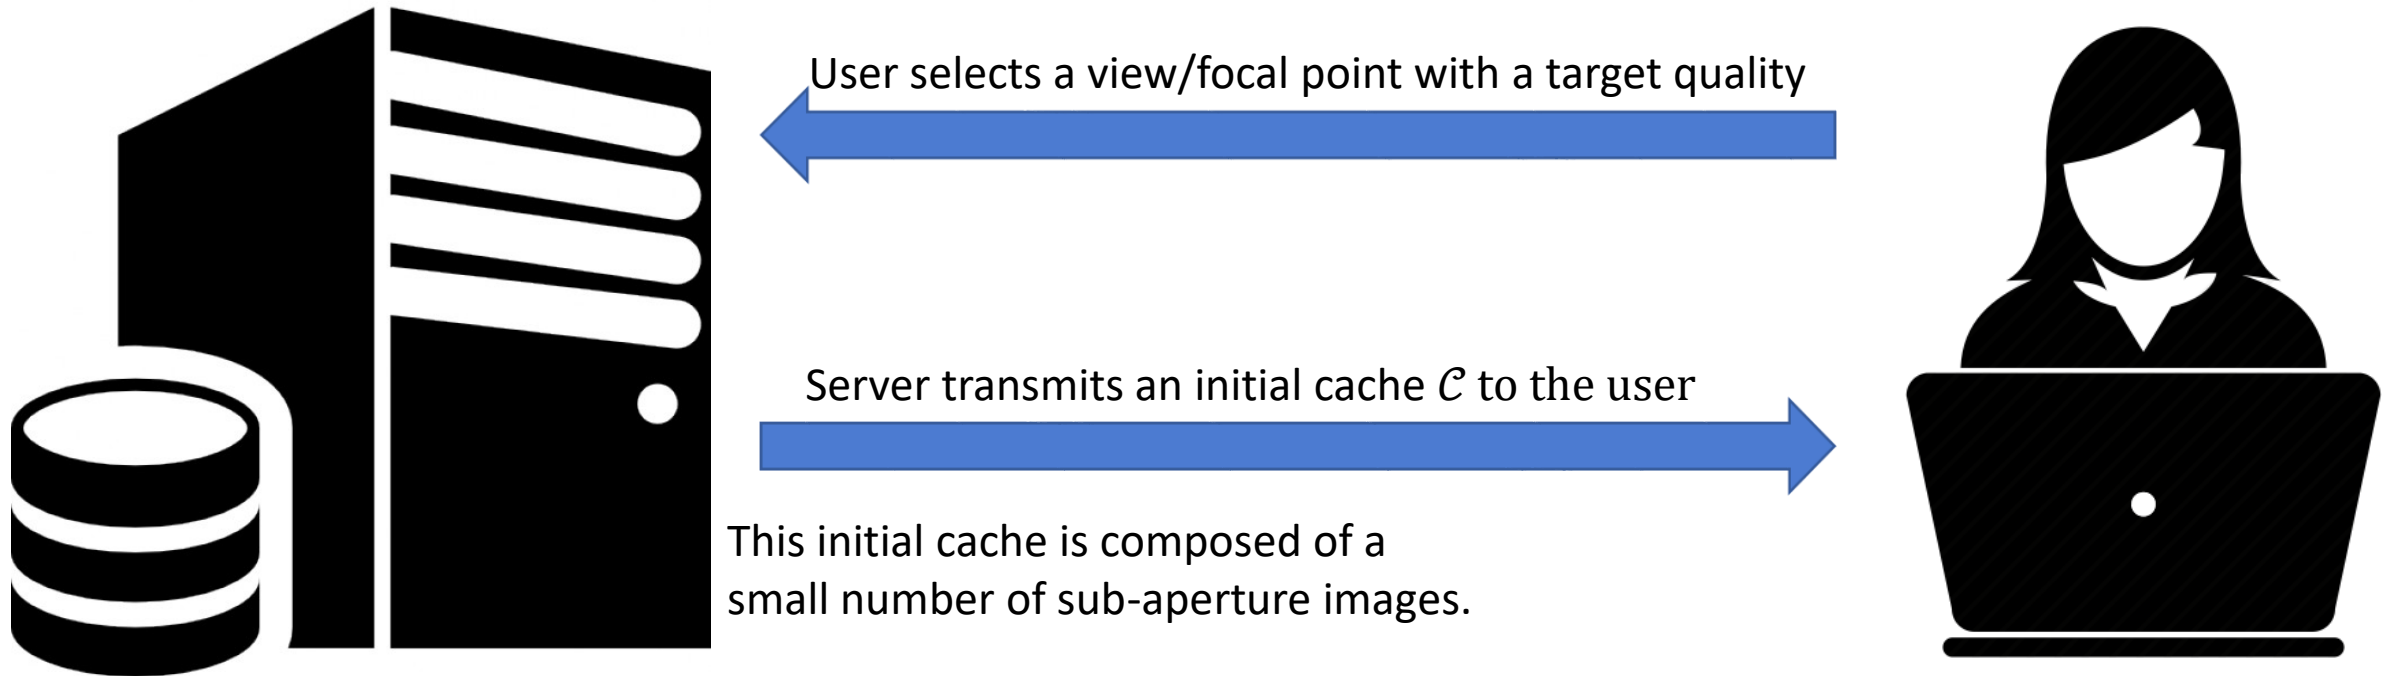 User selects a view/focal point with a target quality
Server transmits an initial cache 𝒞 to the user
This initial cache is composed of a
small number of sub-aperture images.